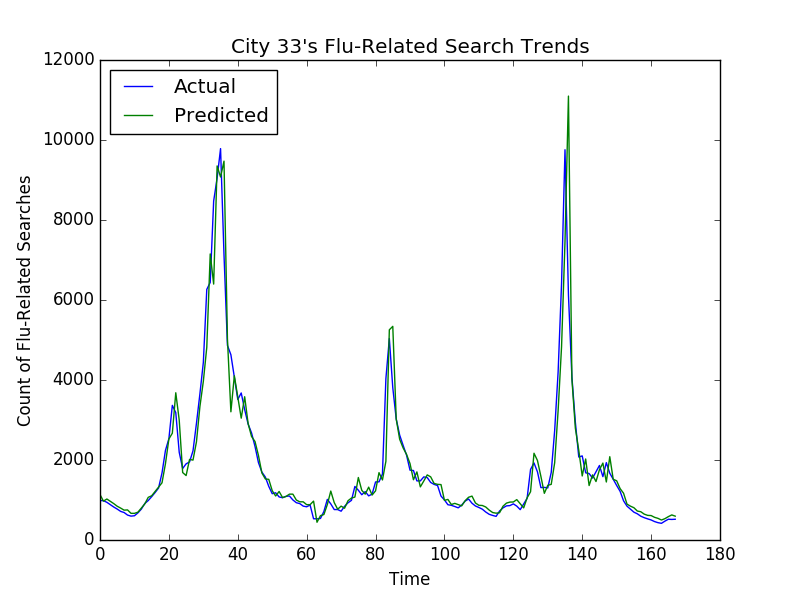 City 33's Flu-Related Search Trends
12000
10000
8000
6000
4000
2000
0
Count of Flu-Related Searches
Actual
Predicted
0 20 40 60 80 100 120 140 160 180
Time